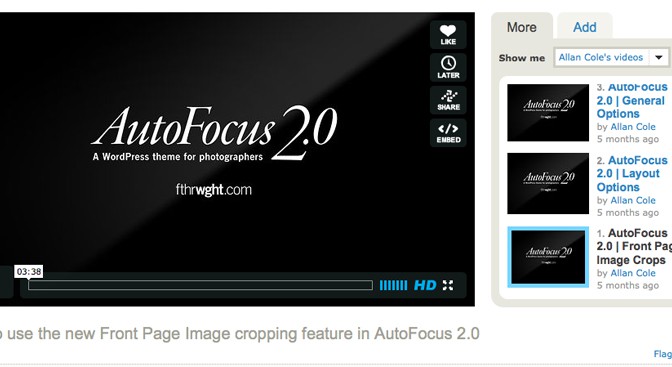 LIKE
LATER
SHARE
EMBED
AutoFocus 2.0
A WordPress theme for photographers
fthrwght.com
03:38
HD
o use the new Front Page Image cropping feature in AutoFocus 2.0
More
Add
Show me
Allan Cole's videos
3. AutoFocus
2.0 | General
Options
by Allan Cole
5 months ago
2. AutoFocus
2.0 | Layout
Options
by Allan Cole
5 months ago
1. AutoFocus
2.0 | Front Pag
Image Crops
by Allan Cole
5 months ago
Flag